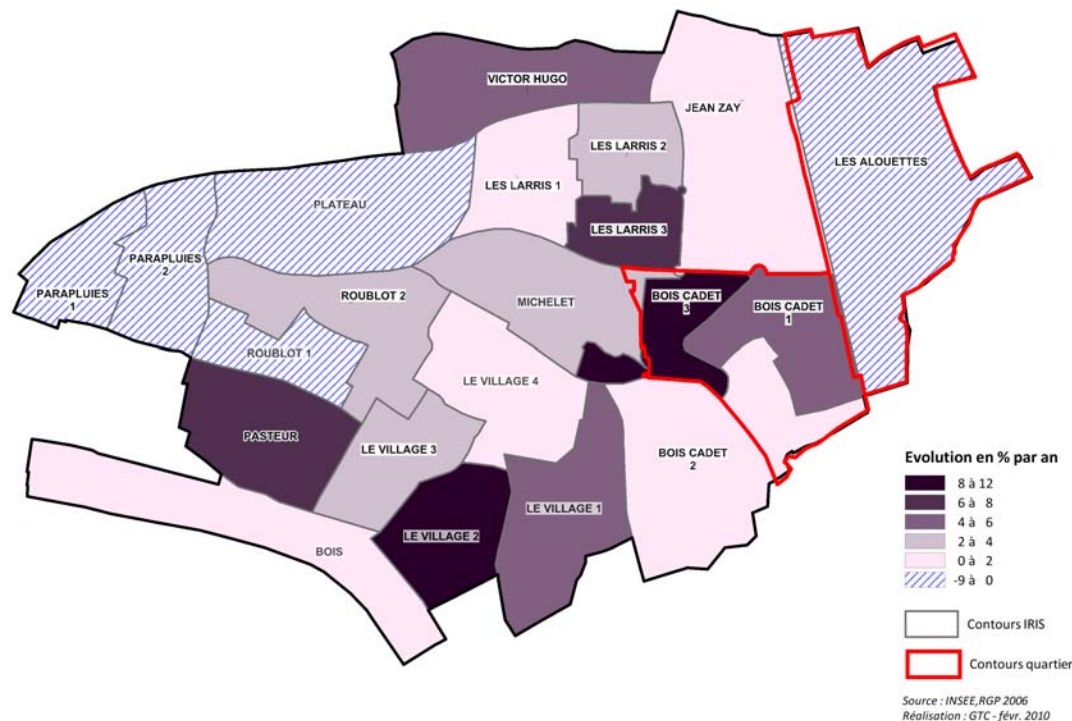 VICTOR HUGO
JEAN ZAY
LES LARRIS 2
LES ALOUETTES
LES LARRIS 1
PLATEAU
LES LARRIS 3
PARAPLUIES
2
PARAPLUIES
1
ROUBLOT 2
MICHELET
BOIS CADET
3
BOIS CADET
1
ROUBLOT 1
LE VILLAGE 4
PASTEUR
LE VILLAGE 3
BOIS CADET
2
LE VILLAGE 1
LE VILLAGE 2
BOIS
Evolution en % par an
8 à 12
6 à 8
4 à 6
2 à 4
0 à 2
-9 à 0
Contours IRIS
Contours quartier
Source : INSEE,RGP 2006
Réalisation : GTC - févr. 2010